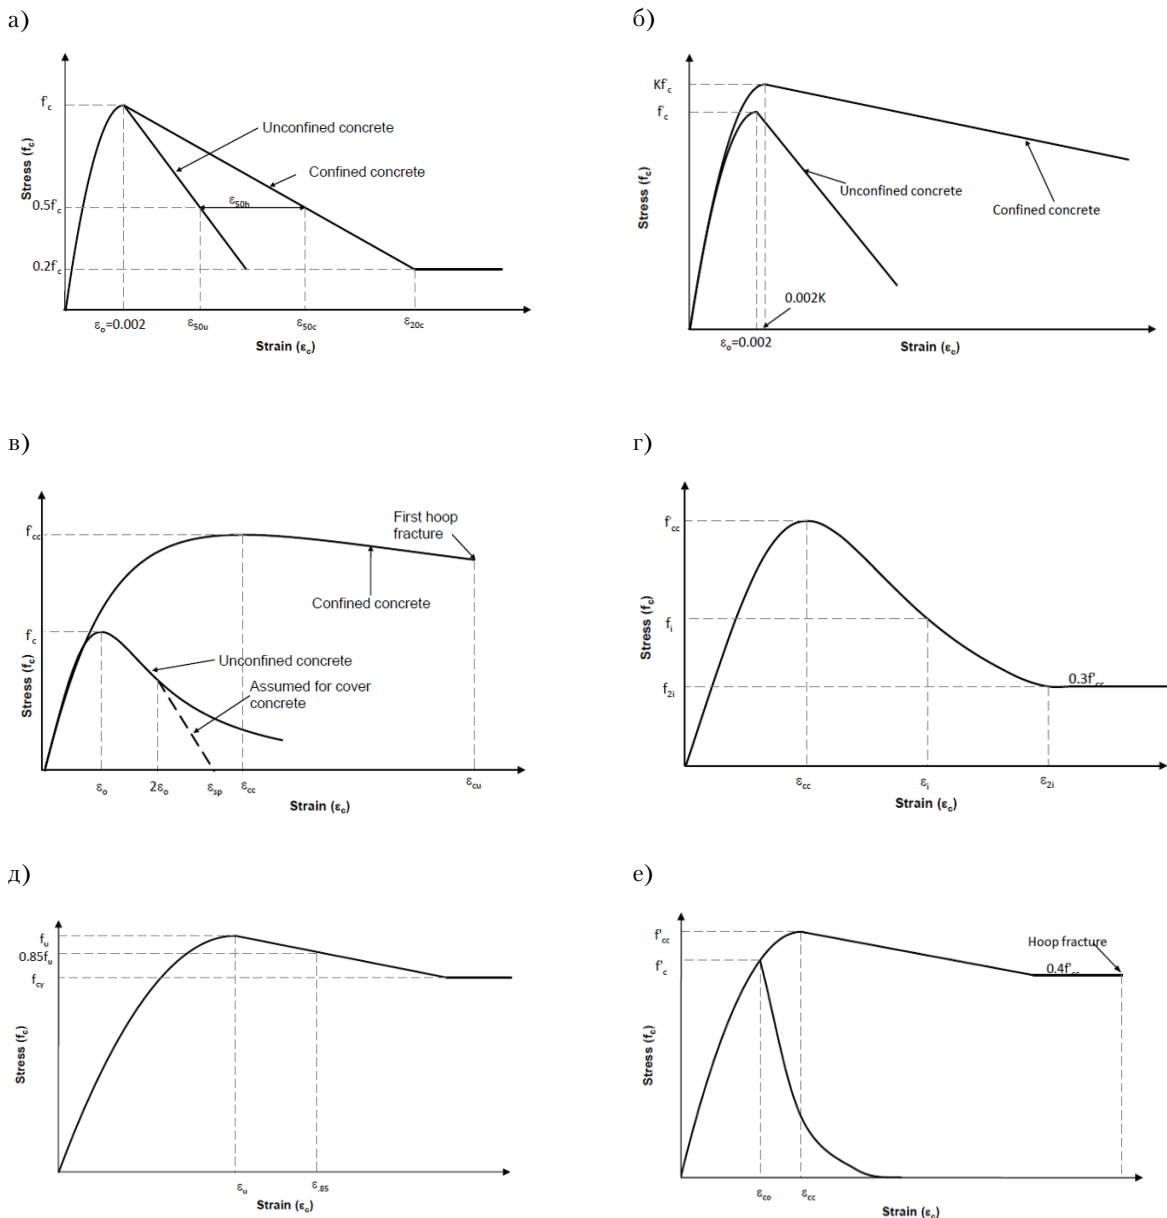 а)
f'c
Unconfined concrete
Confined concrete
Stress (fc)
0.5f'c
ε50h
0.2f'c
εo=0.002
ε50u
ε50c
ε20c
Strain (εc)
б)
Kf'c
f'c
Stress (fc)
Unconfined concrete
Confined concrete
0.002K
εo=0.002
Strain (εc)
в)
f'cc
First hoop
fracture
Confined concrete
Stress (fc)
f'c
Unconfined concrete
Assumed for cover
concrete
εo
2εo
εsp
εcc
εcu
Strain (εc)
г)
f'cc
Stress (fc)
fi
f2i
0.3f'cc
εcc
εi
ε2i
Strain (εc)
д)
fu
0.85fu
fcy
Stress (fc)
εu
ε.85
Strain (εc)
е)
f'cc
f'c
Hoop fracture
0.4f'cc
Stress (fc)
εco
εcc
Strain (εc)